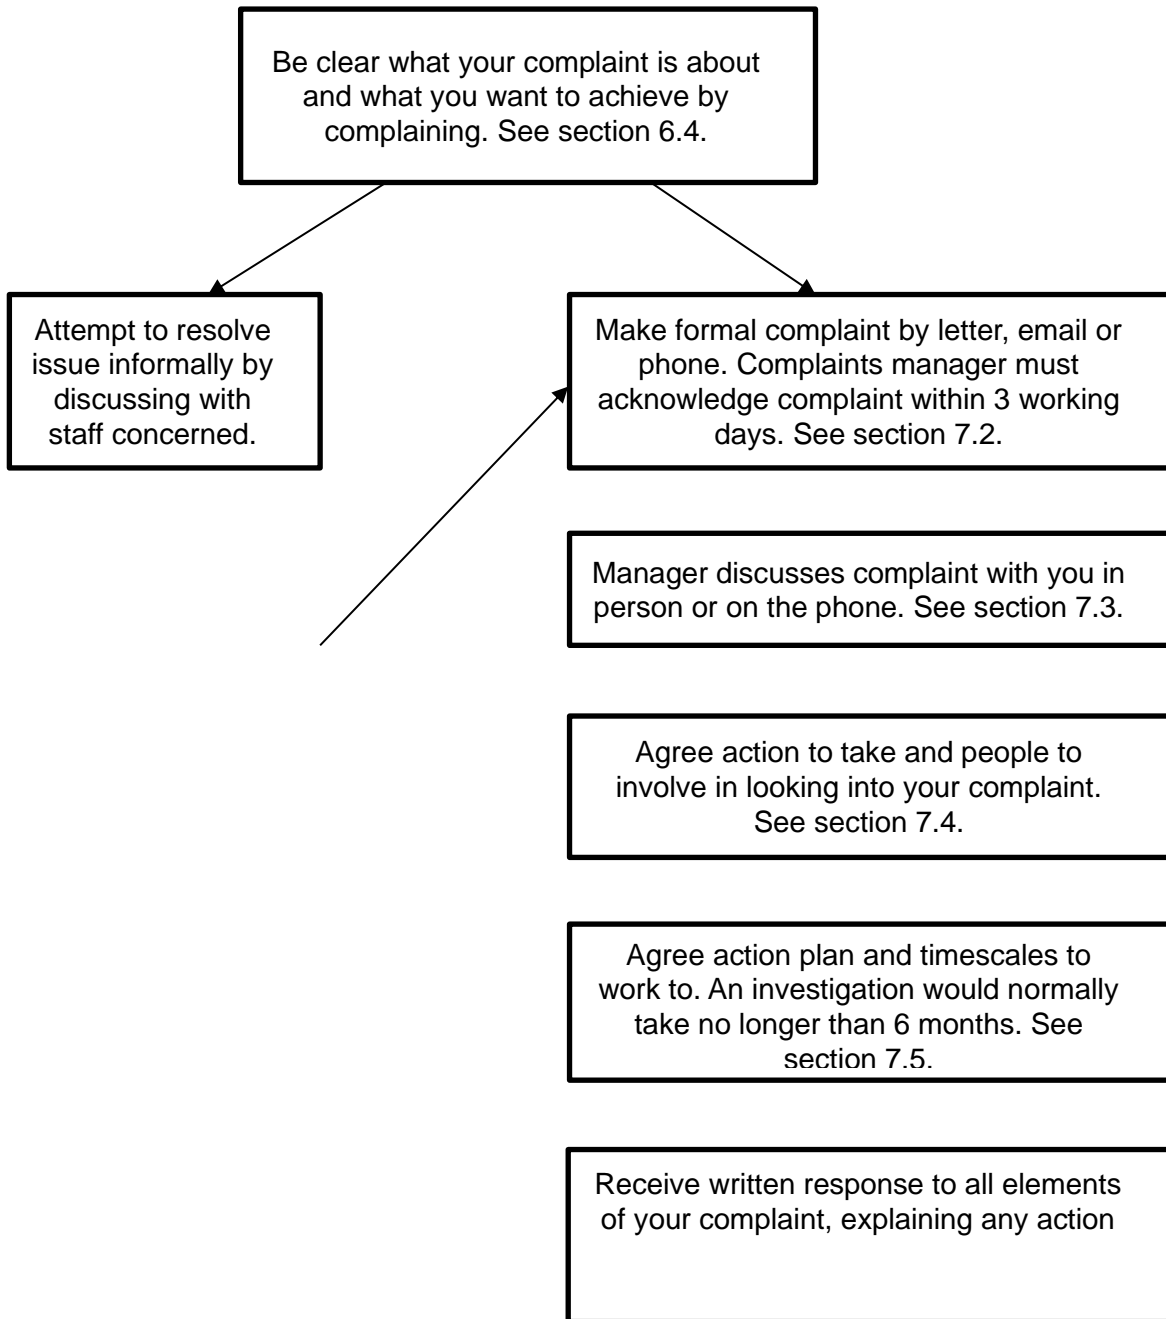 Be clear what your complaint is about
and what you want to achieve by
complaining. See section 6.4.
Attempt to resolve
issue informally by
discussing with
staff concerned.
Make formal complaint by letter, email or
phone. Complaints manager must
acknowledge complaint within 3 working
days. See section 7.2.
Manager discusses complaint with you in
person or on the phone. See section 7.3.
Agree action to take and people to
involve in looking into your complaint.
See section 7.4.
Agree action plan and timescales to
work to. An investigation would normally
take no longer than 6 months. See
section 7.5.
Receive written response to all elements
of your complaint, explaining any action